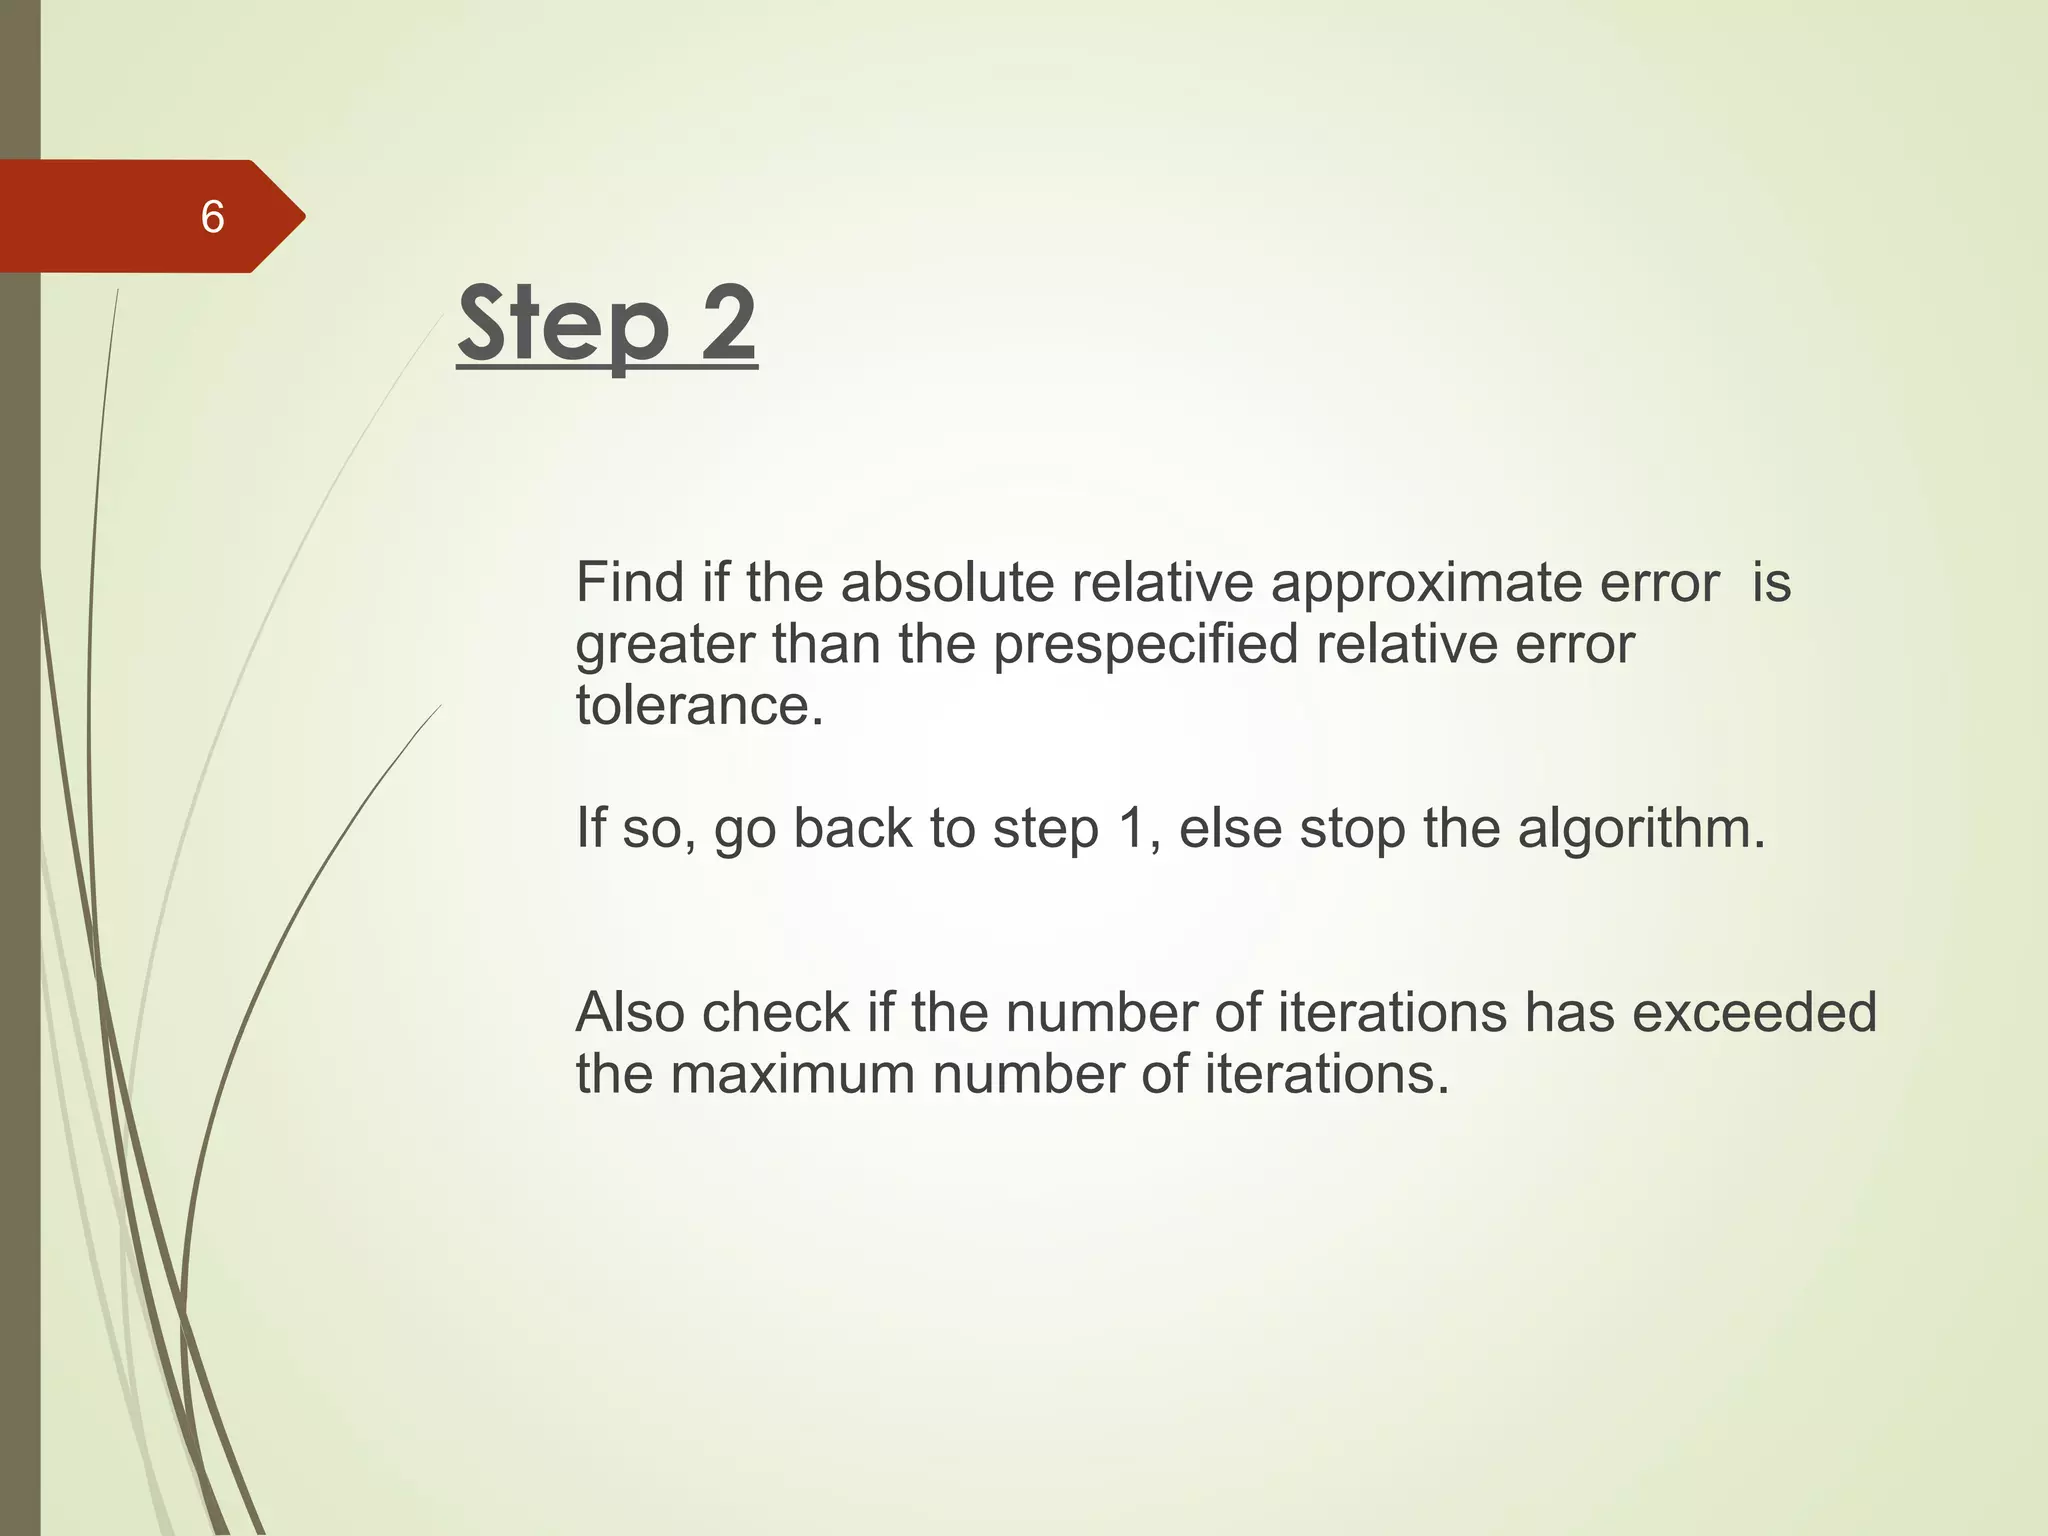 6
Step 2
Find if the absolute relative approximate error  is
greater than the prespecified relative error
tolerance.
If so, go back to step 1, else stop the algorithm.
Also check if the number of iterations has exceeded
the maximum number of iterations.